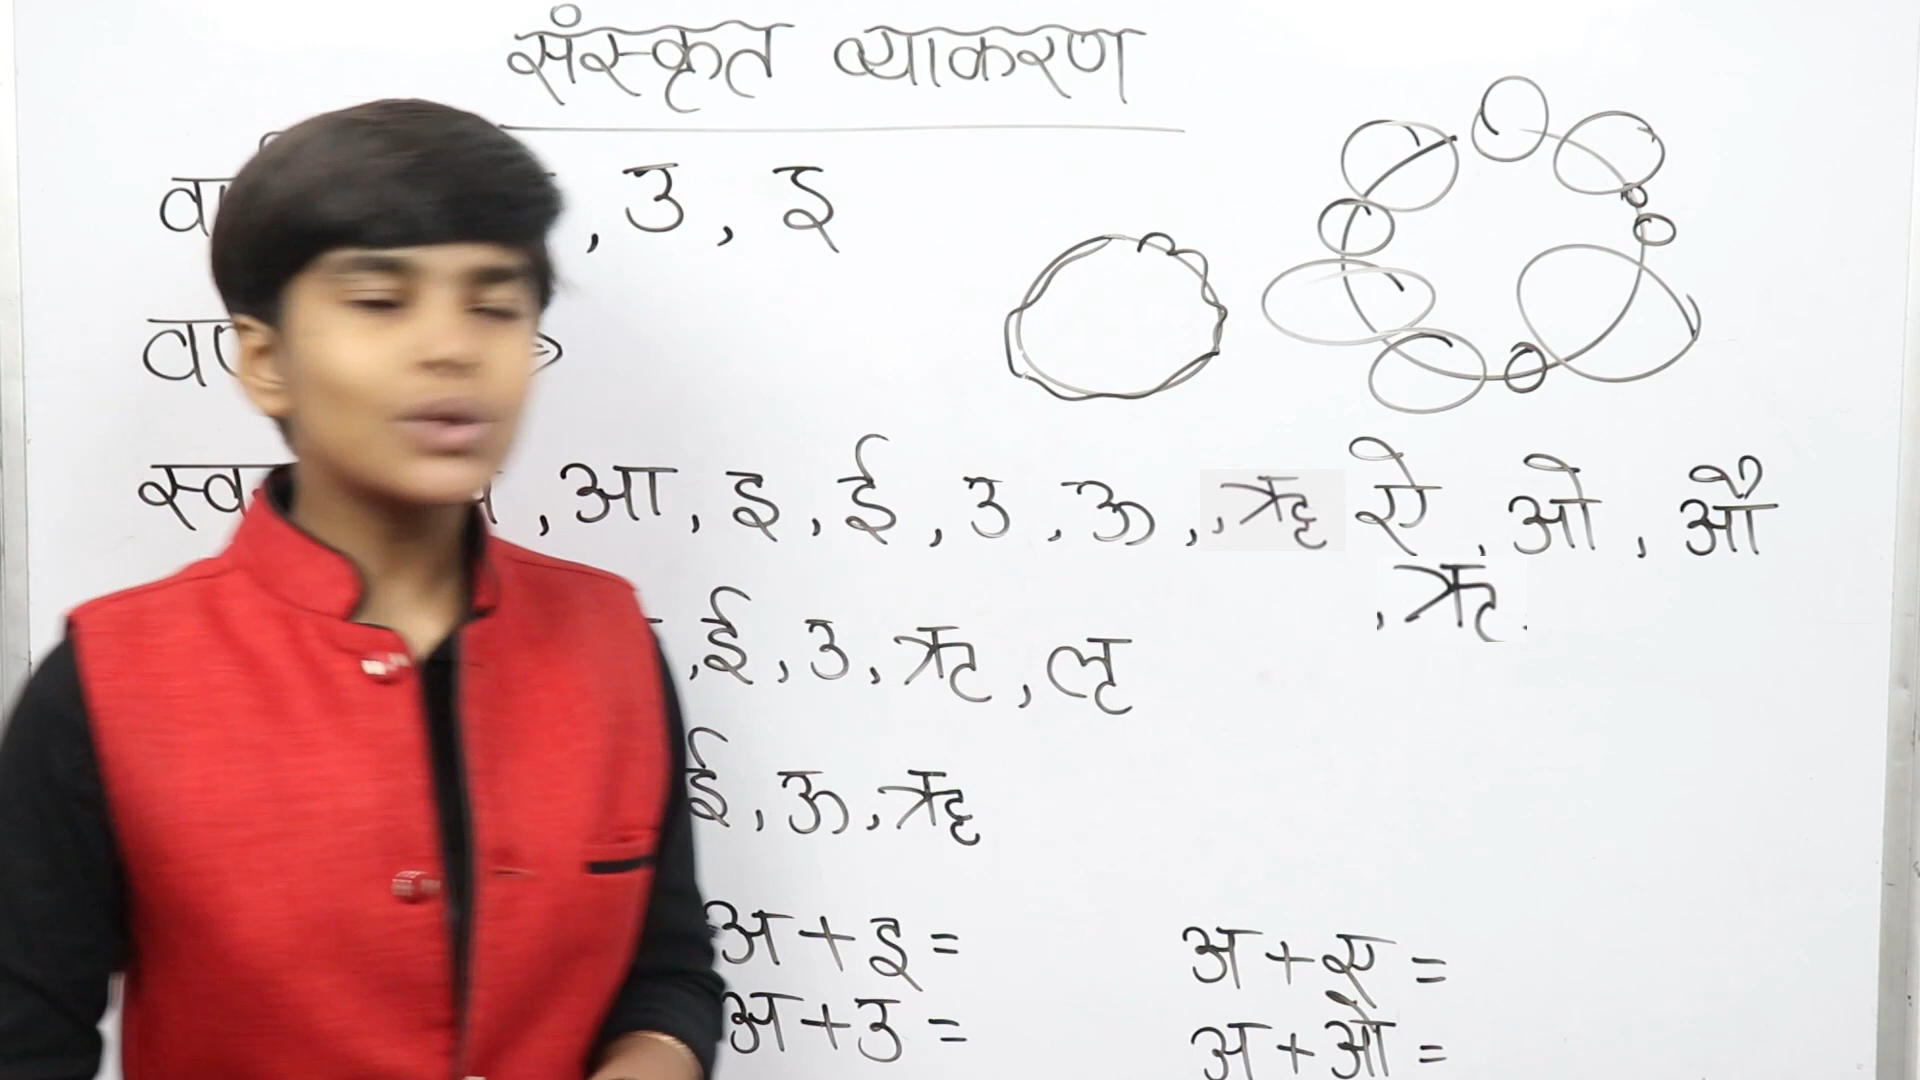 संस्कृत व्याकरण
, उ, इ
, आ, इ, ई, उ, ऊ, , ॠ ऐ, ओ, औ
, ऋ
, ई, उ, ऋ, लृ
ई, ऊ, ॠ
अ + इ = अ + ए =
अ + उ = अ + ओ =